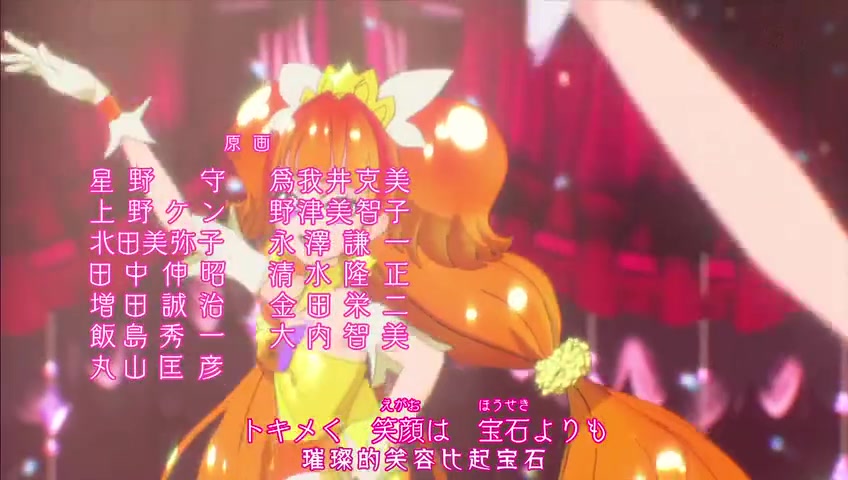 原画
星野 守 為我井克美
上野ケン 野津美智子
北田美弥子 永澤謙一
田中伸昭 清水隆正
増田誠治 金田栄二
飯島秀一 大内智美
丸山匡彦
えがお ほうせき
トキメく 笑顔は 宝石よりも
璀璨的笑容比起宝石